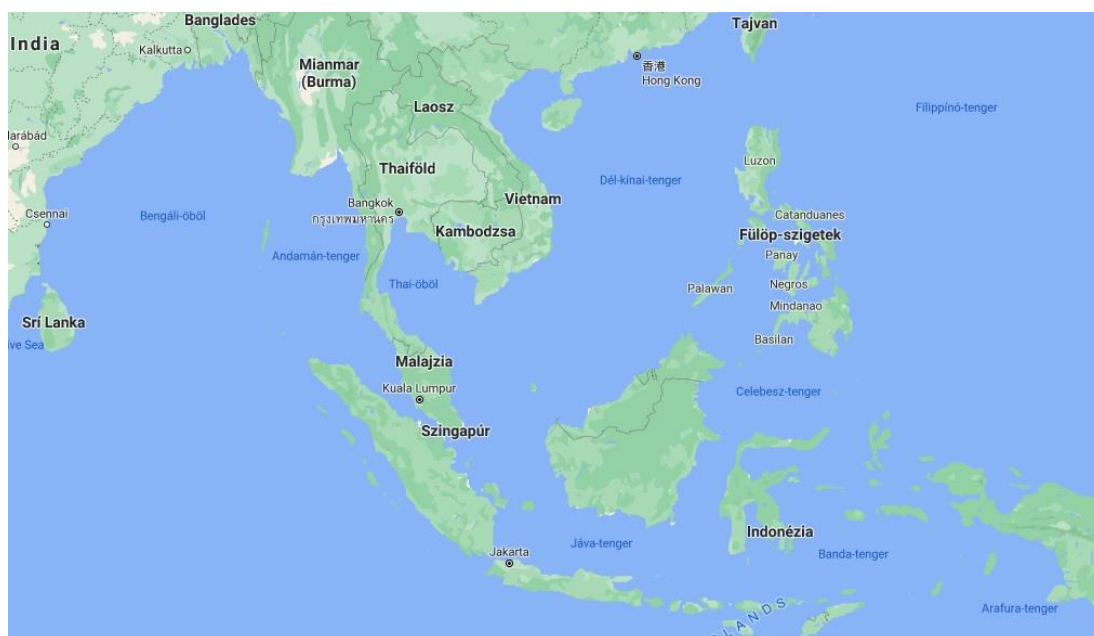 Banglades
Tajvan
India
Kalkutta
Mianmar
(Burma)
香港
Hong Kong
Laosz
Filippínó-tenger
arábád
Luzon
Thaiföld
Dél-kínai-tenger
Vietnam
Bangkok
กรุงเทพมหานคร
Bengáli-öböl
Csennai
Catanduanes
Kambodzsa
Fülöp-szigetek
Andamán-tenger
Panay
Thai-öböl
Palawan
Negros
Mindanao
Srí Lanka
ve Sea
Basilan
Malajzia
Kuala Lumpur
Celebesz-tenger
Szingapúr
Indonézia
Jáva-tenger
Jakarta
Banda-tenger
Arafura-tenger
LANDS